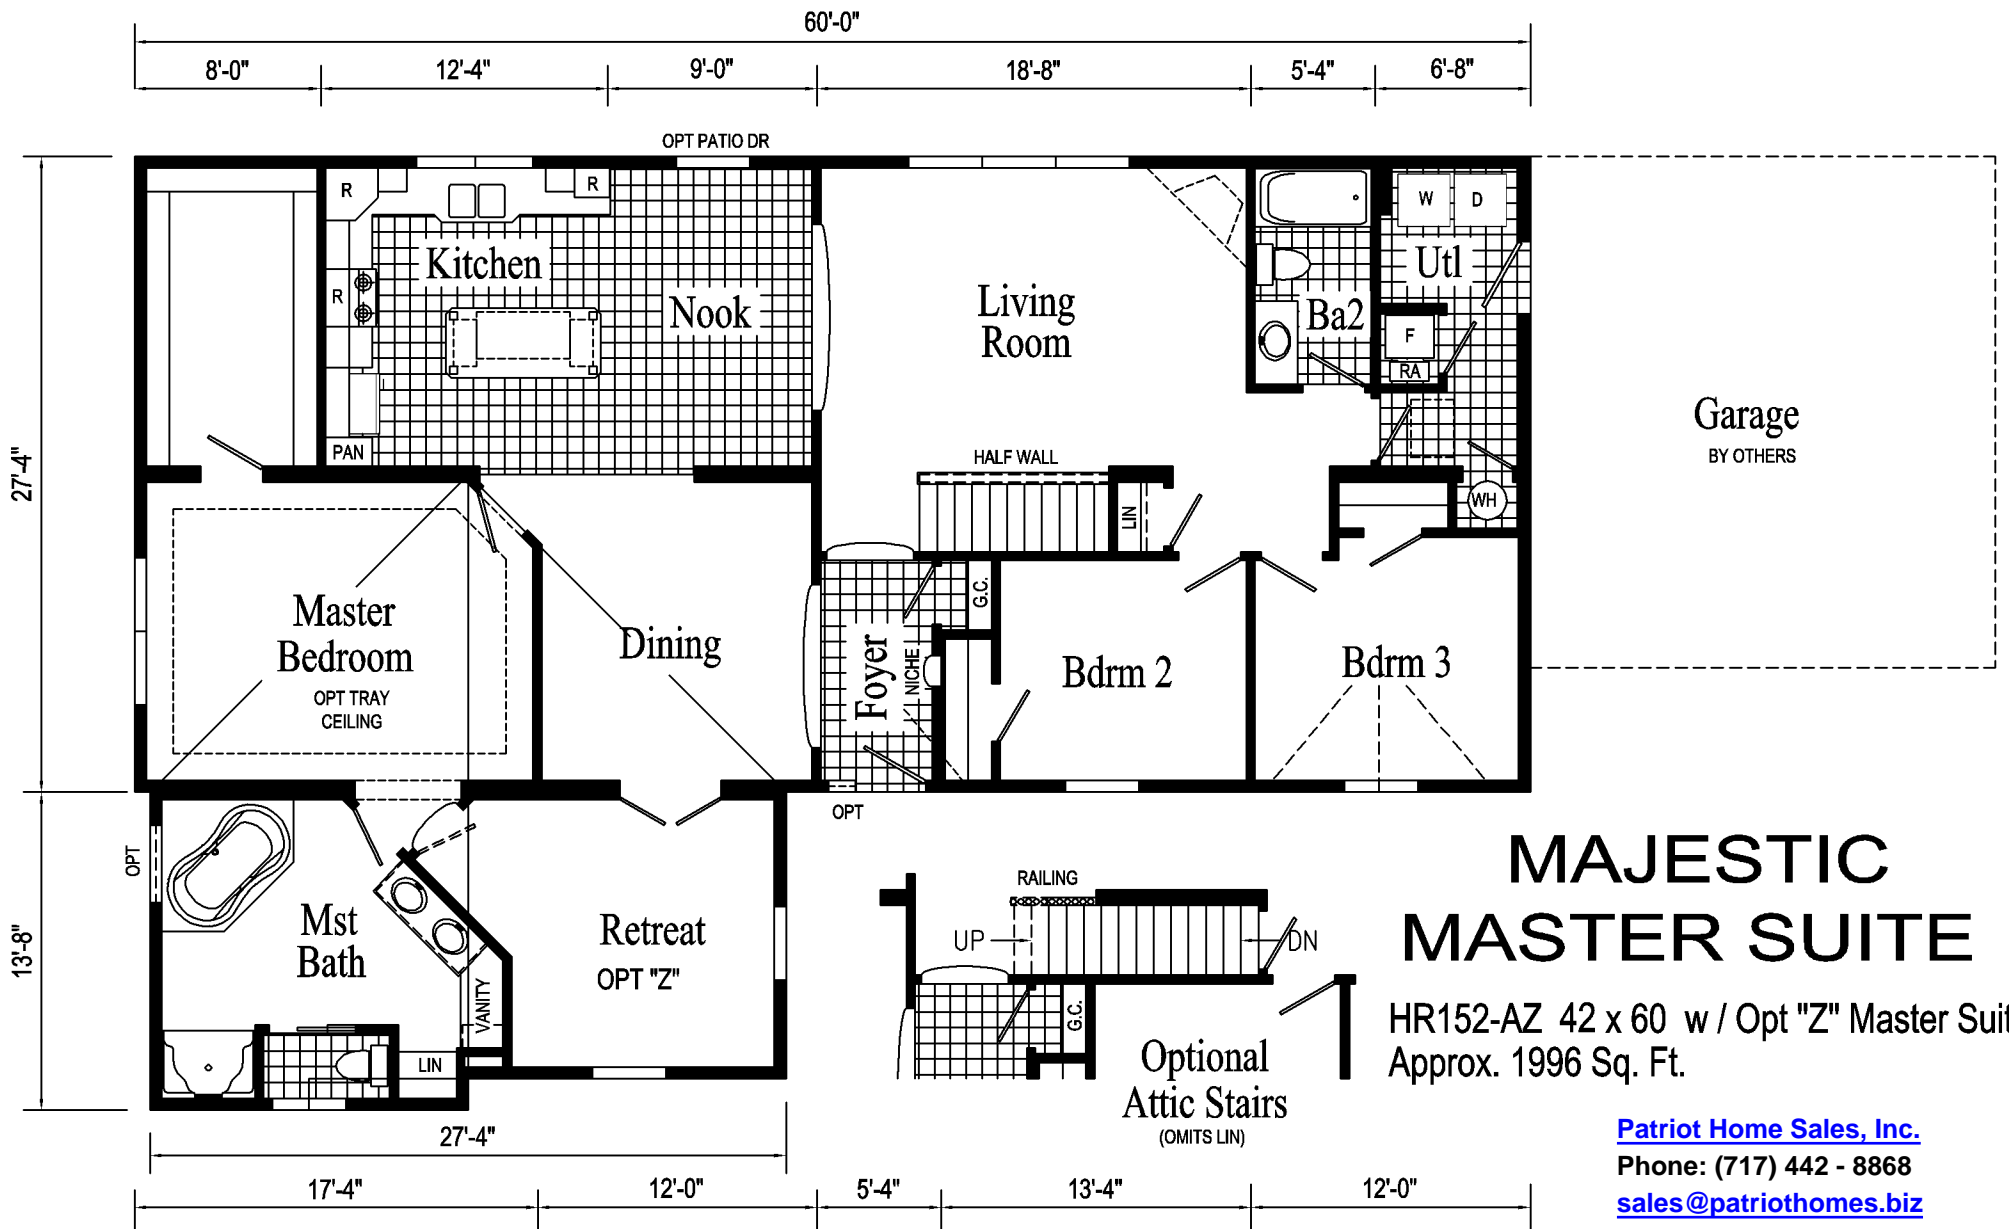 60'-0"
8'-0" 12'-4" 9'-0" 18'-8" 5'-4" 6'-8"
OPT PATIO DR
R
R
W
D
Kitchen
Utl
Nook
R
Living
Room
Ba2
F
RA
Garage
BY OTHERS
PAN
HALF WALL
27'-4"
LIN
WH
G.C.
Master
Bedroom
OPT TRAY
CEILING
Dining
Foyer
NICHE
Bdrm 2
Bdrm 3
OPT
OPT
MAJESTIC
MASTER SUITE
RAILING
UP
DN
13'-8"
Mst
Bath
Retreat
OPT "Z"
VANITY
LIN
G.C.
Optional
Attic Stairs
(OMITS LIN)
HR152-AZ 42 x 60 w / Opt "Z" Master Suit
Approx. 1996 Sq. Ft.
27'-4"
Patriot Home Sales, Inc.
Phone: (717) 442 - 8868
sales@patriothomes.biz
17'-4" 12'-0" 5'-4" 13'-4" 12'-0"